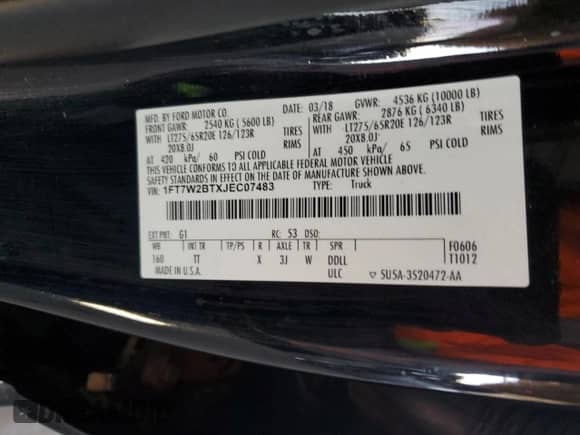 MFD. BY FORD MOTOR CO. DATE: 03/18 GVWR: 4536 KG (10000 LB)
FRONT GAWR: 2540 KG ( 5600 LB) REAR GAWR: 2876 KG ( 6340 LB)
WITH LT275/65R20E 126/123R TIRES WITH LT275/65R20E 126/123R TIRES
20X8.0J RIMS 20X8.0J RIMS
AT 420 kPa/ 60 PSI COLD AT 450 kPa/ 65 PSI COLD
THIS VEHICLE CONFORMS TO ALL APPLICABLE FEDERAL MOTOR VEHICLE
SAFETY STANDARDS IN EFFECT ON THE DATE OF MANUFACTURE SHOWN ABOVE.
VIN: 1FT7W2BTXJEC07483 TYPE: Truck
EXT PNT: G1 RC: 53 DSO: F0606
WB INT TR TP/PS R AXLE TR SPR T1012
160 TT X 3J W DDLL
MADE IN U.S.A. ULC ▽ 5U5A-3520472-AA